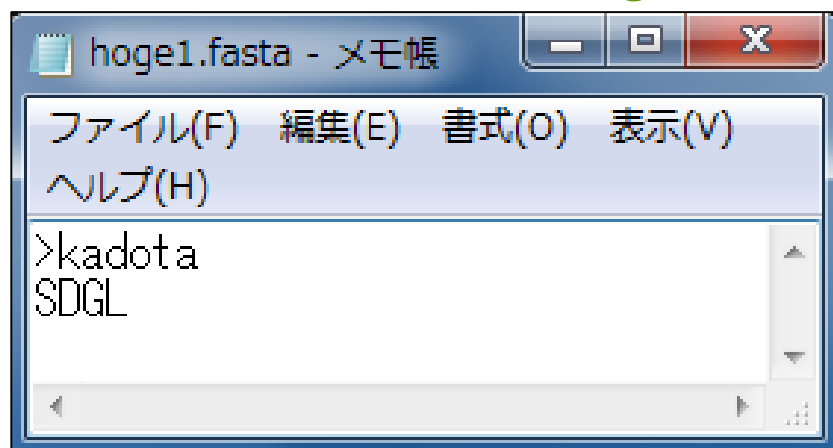 hoge1.fasta - メモ帳
ファイル(F) 編集(E) 書式(O) 表示(V)
ヘルプ(H)
>kadota
SDGL